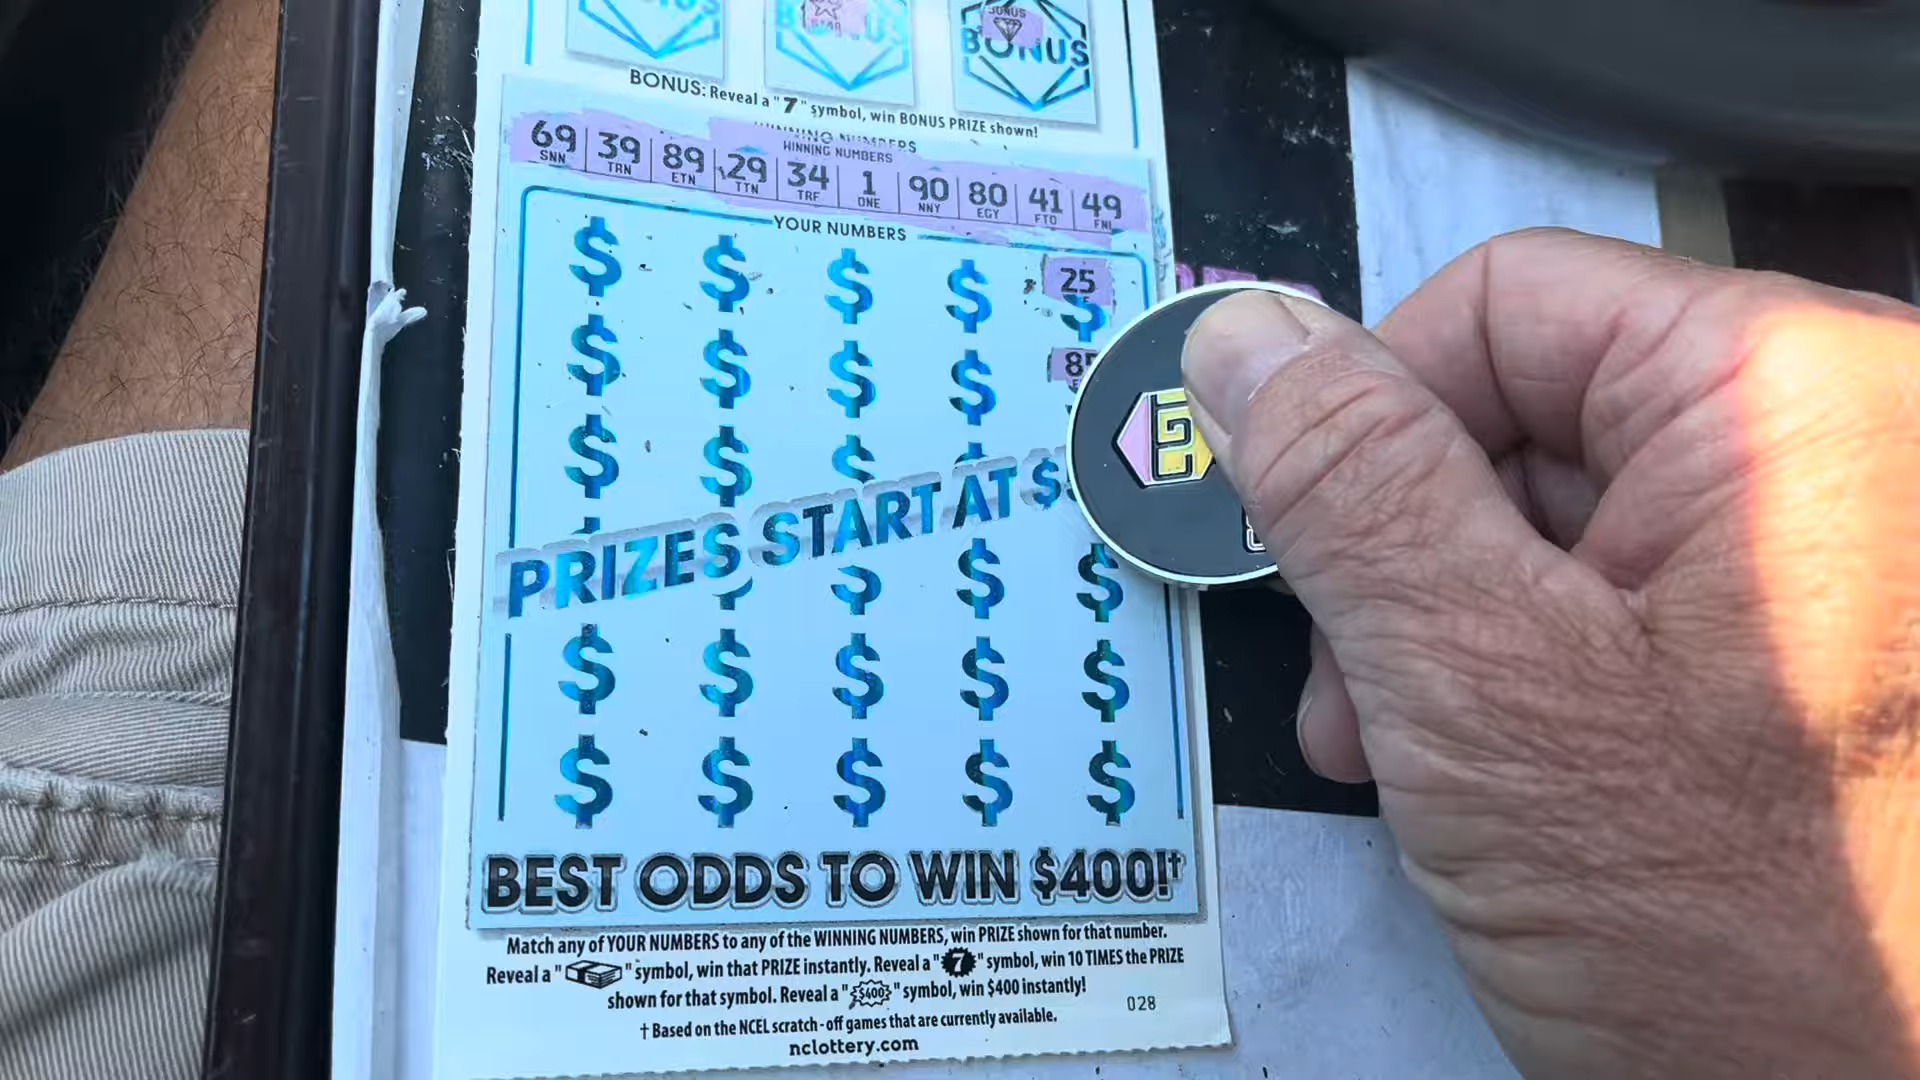 BONUS BONUS
BONUS
BONUS: Reveal a "7" symbol, win BONUS PRIZE shown!
WINNING NUMBERS
WINNING NUMBERS
69 39 89 29 34 1 90 80 41 49
SNN TRN ETN TTN TRF ONE NNY EGY FTO FNI
YOUR NUMBERS
$ $ $ $ 25
$
$ $ $ $
$ $ $ $
PRIZES START AT $
$ $ $ $
$ $ $ $ $
$ $ $ $ $
BEST ODDS TO WIN $400!†
Match any of YOUR NUMBERS to any of the WINNING NUMBERS, win PRIZE shown for that number.
Reveal a " " symbol, win that PRIZE instantly. Reveal a "7" symbol, win 10 TIMES the PRIZE
shown for that symbol. Reveal a "$400" symbol, win $400 instantly!
† Based on the NCEL scratch-off games that are currently available.
028
nclottery.com